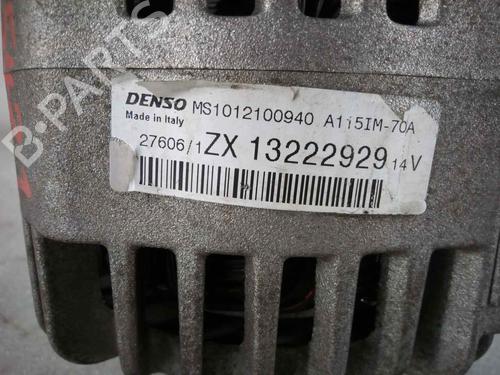 B-PARTS
DENSO MS1012100940 A115IM-70A
Made in Italy
27606/1 ZX 13222929 14V